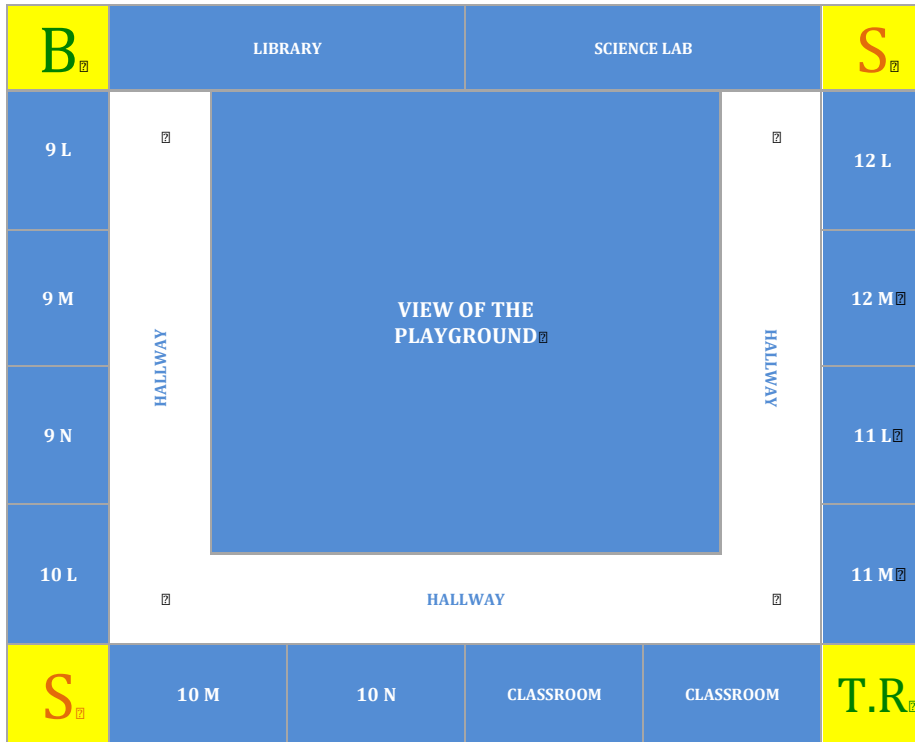 B
LIBRARY
SCIENCE LAB
S
9 L
12 L
9 M
VIEW OF THE
PLAYGROUND
12 M
HALLWAY
HALLWAY
9 N
11 L
10 L
HALLWAY
11 M
S
10 M
10 N
CLASSROOM
CLASSROOM
T.R